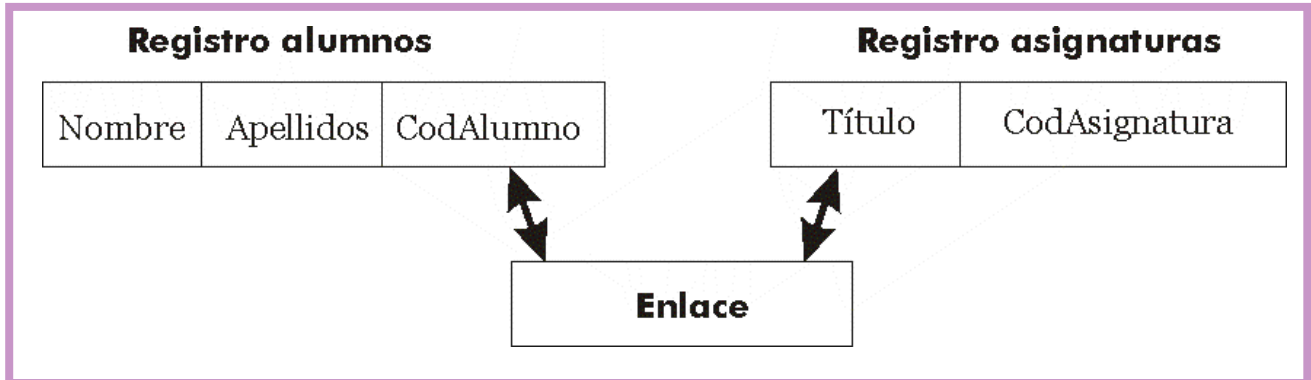 Registro alumnos
Registro asignaturas
Nombre
Apellidos
CodAlumno
Título
CodAsignatura
Enlace